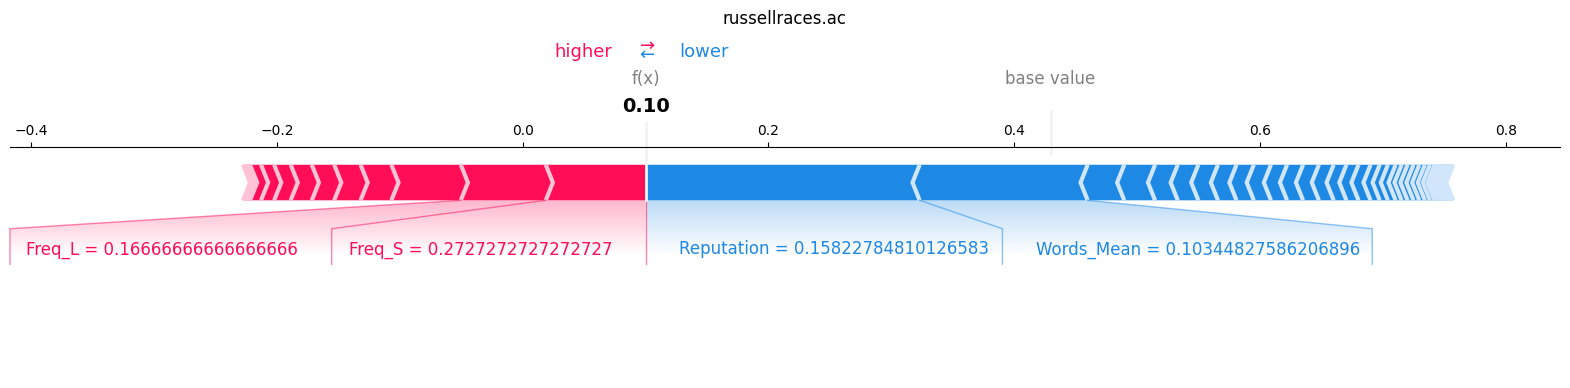 russellraces.ac
higher ⇄ lower
f(x) base value
0.10
−0.4 −0.2 0.0 0.2 0.4 0.6 0.8
Freq_L = 0.16666666666666666 Freq_S = 0.2727272727272727 Reputation = 0.15822784810126583 Words_Mean = 0.10344827586206896